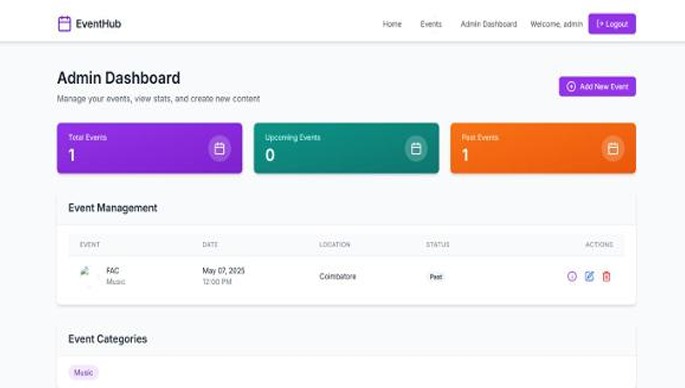 EventHub
Home Events Admin Dashboard Welcome, admin Logout
Admin Dashboard
Manage your events, view stats, and create new content
Add New Event
Total Events Upcoming Events Past Events
1 0 1
Event Management
EVENT DATE LOCATION STATUS ACTIONS
FAC May 07, 2025 Coimbatore Past
Music 12:00 PM
Event Categories
Music